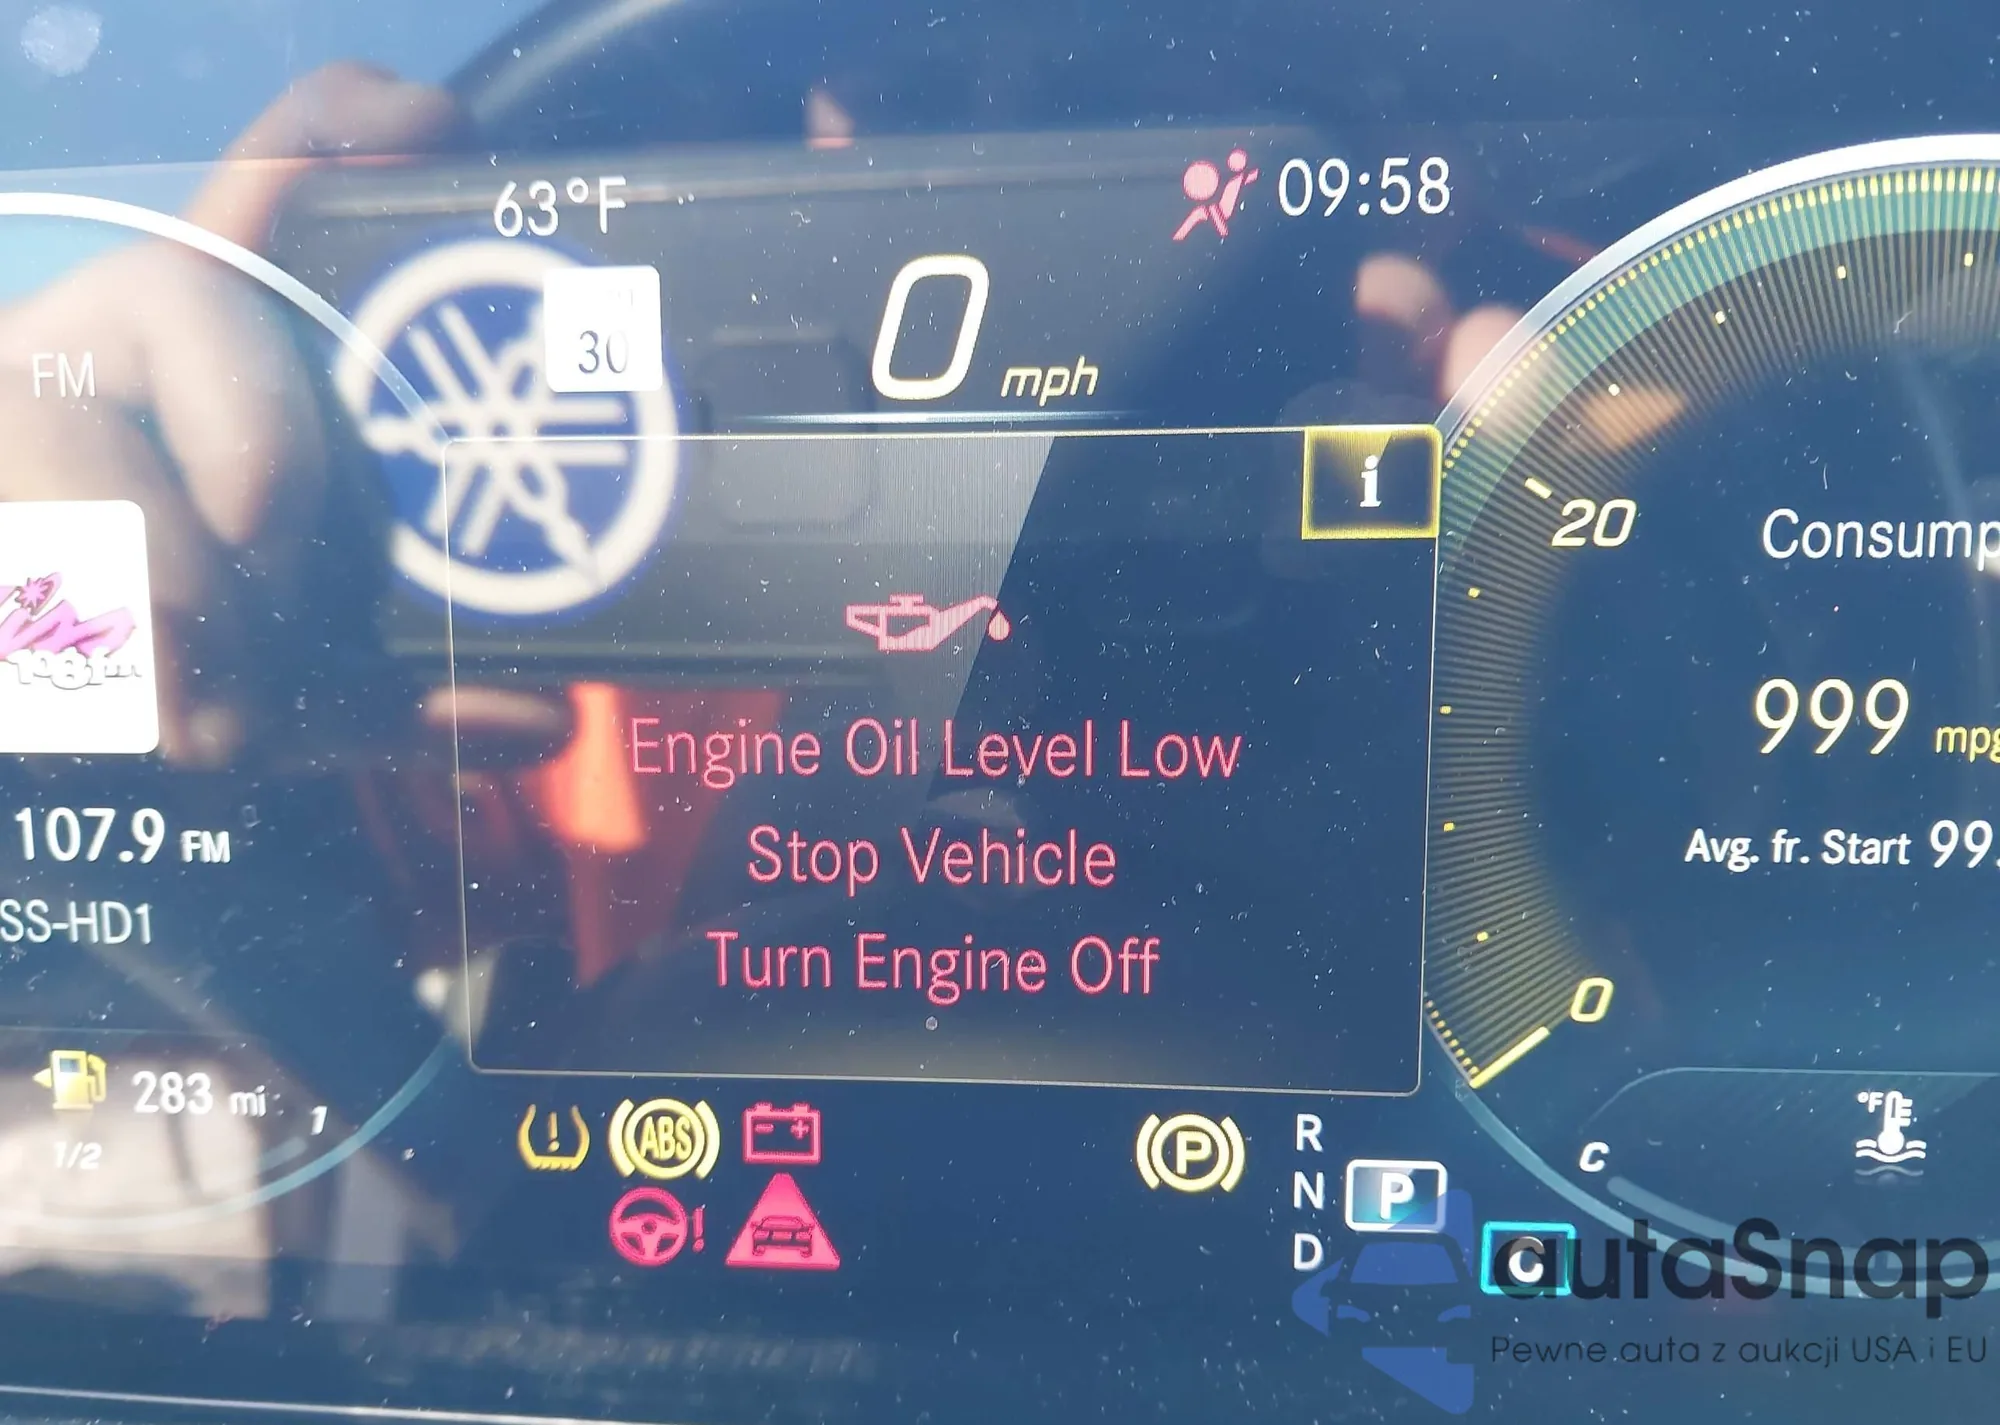 63°F
09:58
30
0 mph
FM
i
20
Consump
999 mpg
Engine Oil Level Low
107.9 FM
Stop Vehicle
Avg. fr. Start 99.
SS-HD1
Turn Engine Off
0
283 mi
1
1/2
ABS
P
R
N P
D
C
°F
C
autaSnap
Pewne auta z aukcji USA i EU